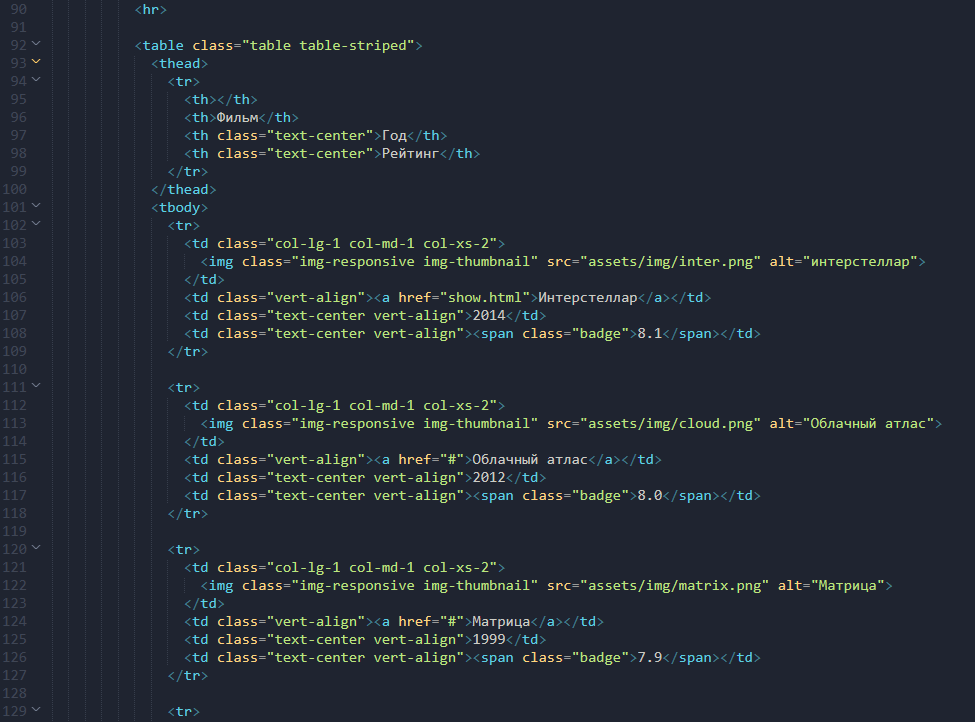 90 <hr>
91
92 <table class="table table-striped">
93 <thead>
94 <tr>
95 <th></th>
96 <th>Фильм</th>
97 <th class="text-center">Год</th>
98 <th class="text-center">Рейтинг</th>
99 </tr>
100 </thead>
101 <tbody>
102 <tr>
103 <td class="col-lg-1 col-md-1 col-xs-2">
104 <img class="img-responsive img-thumbnail" src="assets/img/inter.png" alt="интерстеллар">
105 </td>
106 <td class="vert-align"><a href="show.html">Интерстеллар</a></td>
107 <td class="text-center vert-align">2014</td>
108 <td class="text-center vert-align"><span class="badge">8.1</span></td>
109 </tr>
110
111 <tr>
112 <td class="col-lg-1 col-md-1 col-xs-2">
113 <img class="img-responsive img-thumbnail" src="assets/img/cloud.png" alt="Облачный атлас">
114 </td>
115 <td class="vert-align"><a href="#">Облачный атлас</a></td>
116 <td class="text-center vert-align">2012</td>
117 <td class="text-center vert-align"><span class="badge">8.0</span></td>
118 </tr>
119
120 <tr>
121 <td class="col-lg-1 col-md-1 col-xs-2">
122 <img class="img-responsive img-thumbnail" src="assets/img/matrix.png" alt="Матрица">
123 </td>
124 <td class="vert-align"><a href="#">Матрица</a></td>
125 <td class="text-center vert-align">1999</td>
126 <td class="text-center vert-align"><span class="badge">7.9</span></td>
127 </tr>
128
129 <tr>